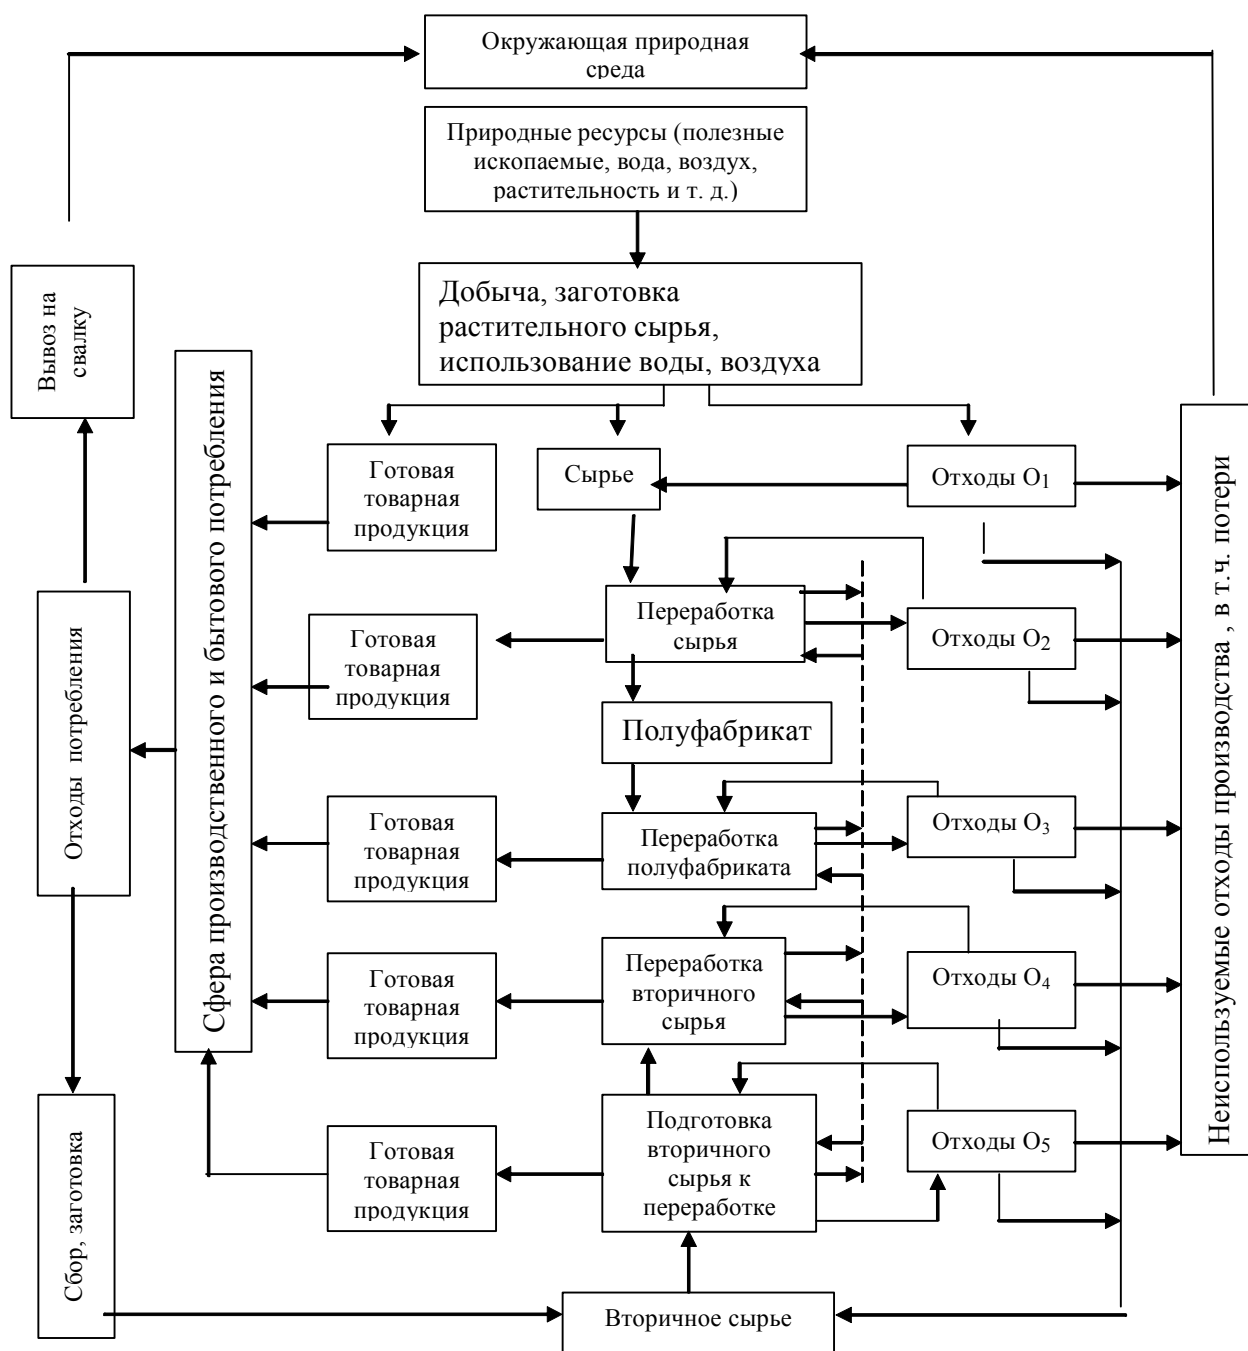 Окружающая природная
среда
Природные ресурсы (полезные
ископаемые, вода, воздух,
растительность и т. д.)
Добыча, заготовка
растительного сырья,
использование воды, воздуха
Вывоз на
свалку
Сфера производственного и бытового потребления
Готовая
товарная
продукция
Сырье
Отходы О1
Неиспользуемые отходы производства , в т.ч. потери
Отходы потребления
Готовая
товарная
продукция
Переработка
сырья
Отходы О2
Полуфабрикат
Готовая
товарная
продукция
Переработка
полуфабриката
Отходы О3
Готовая
товарная
продукция
Переработка
вторичного
сырья
Отходы О4
Сбор, заготовка
Готовая
товарная
продукция
Подготовка
вторичного
сырья к
переработке
Отходы О5
Вторичное сырье